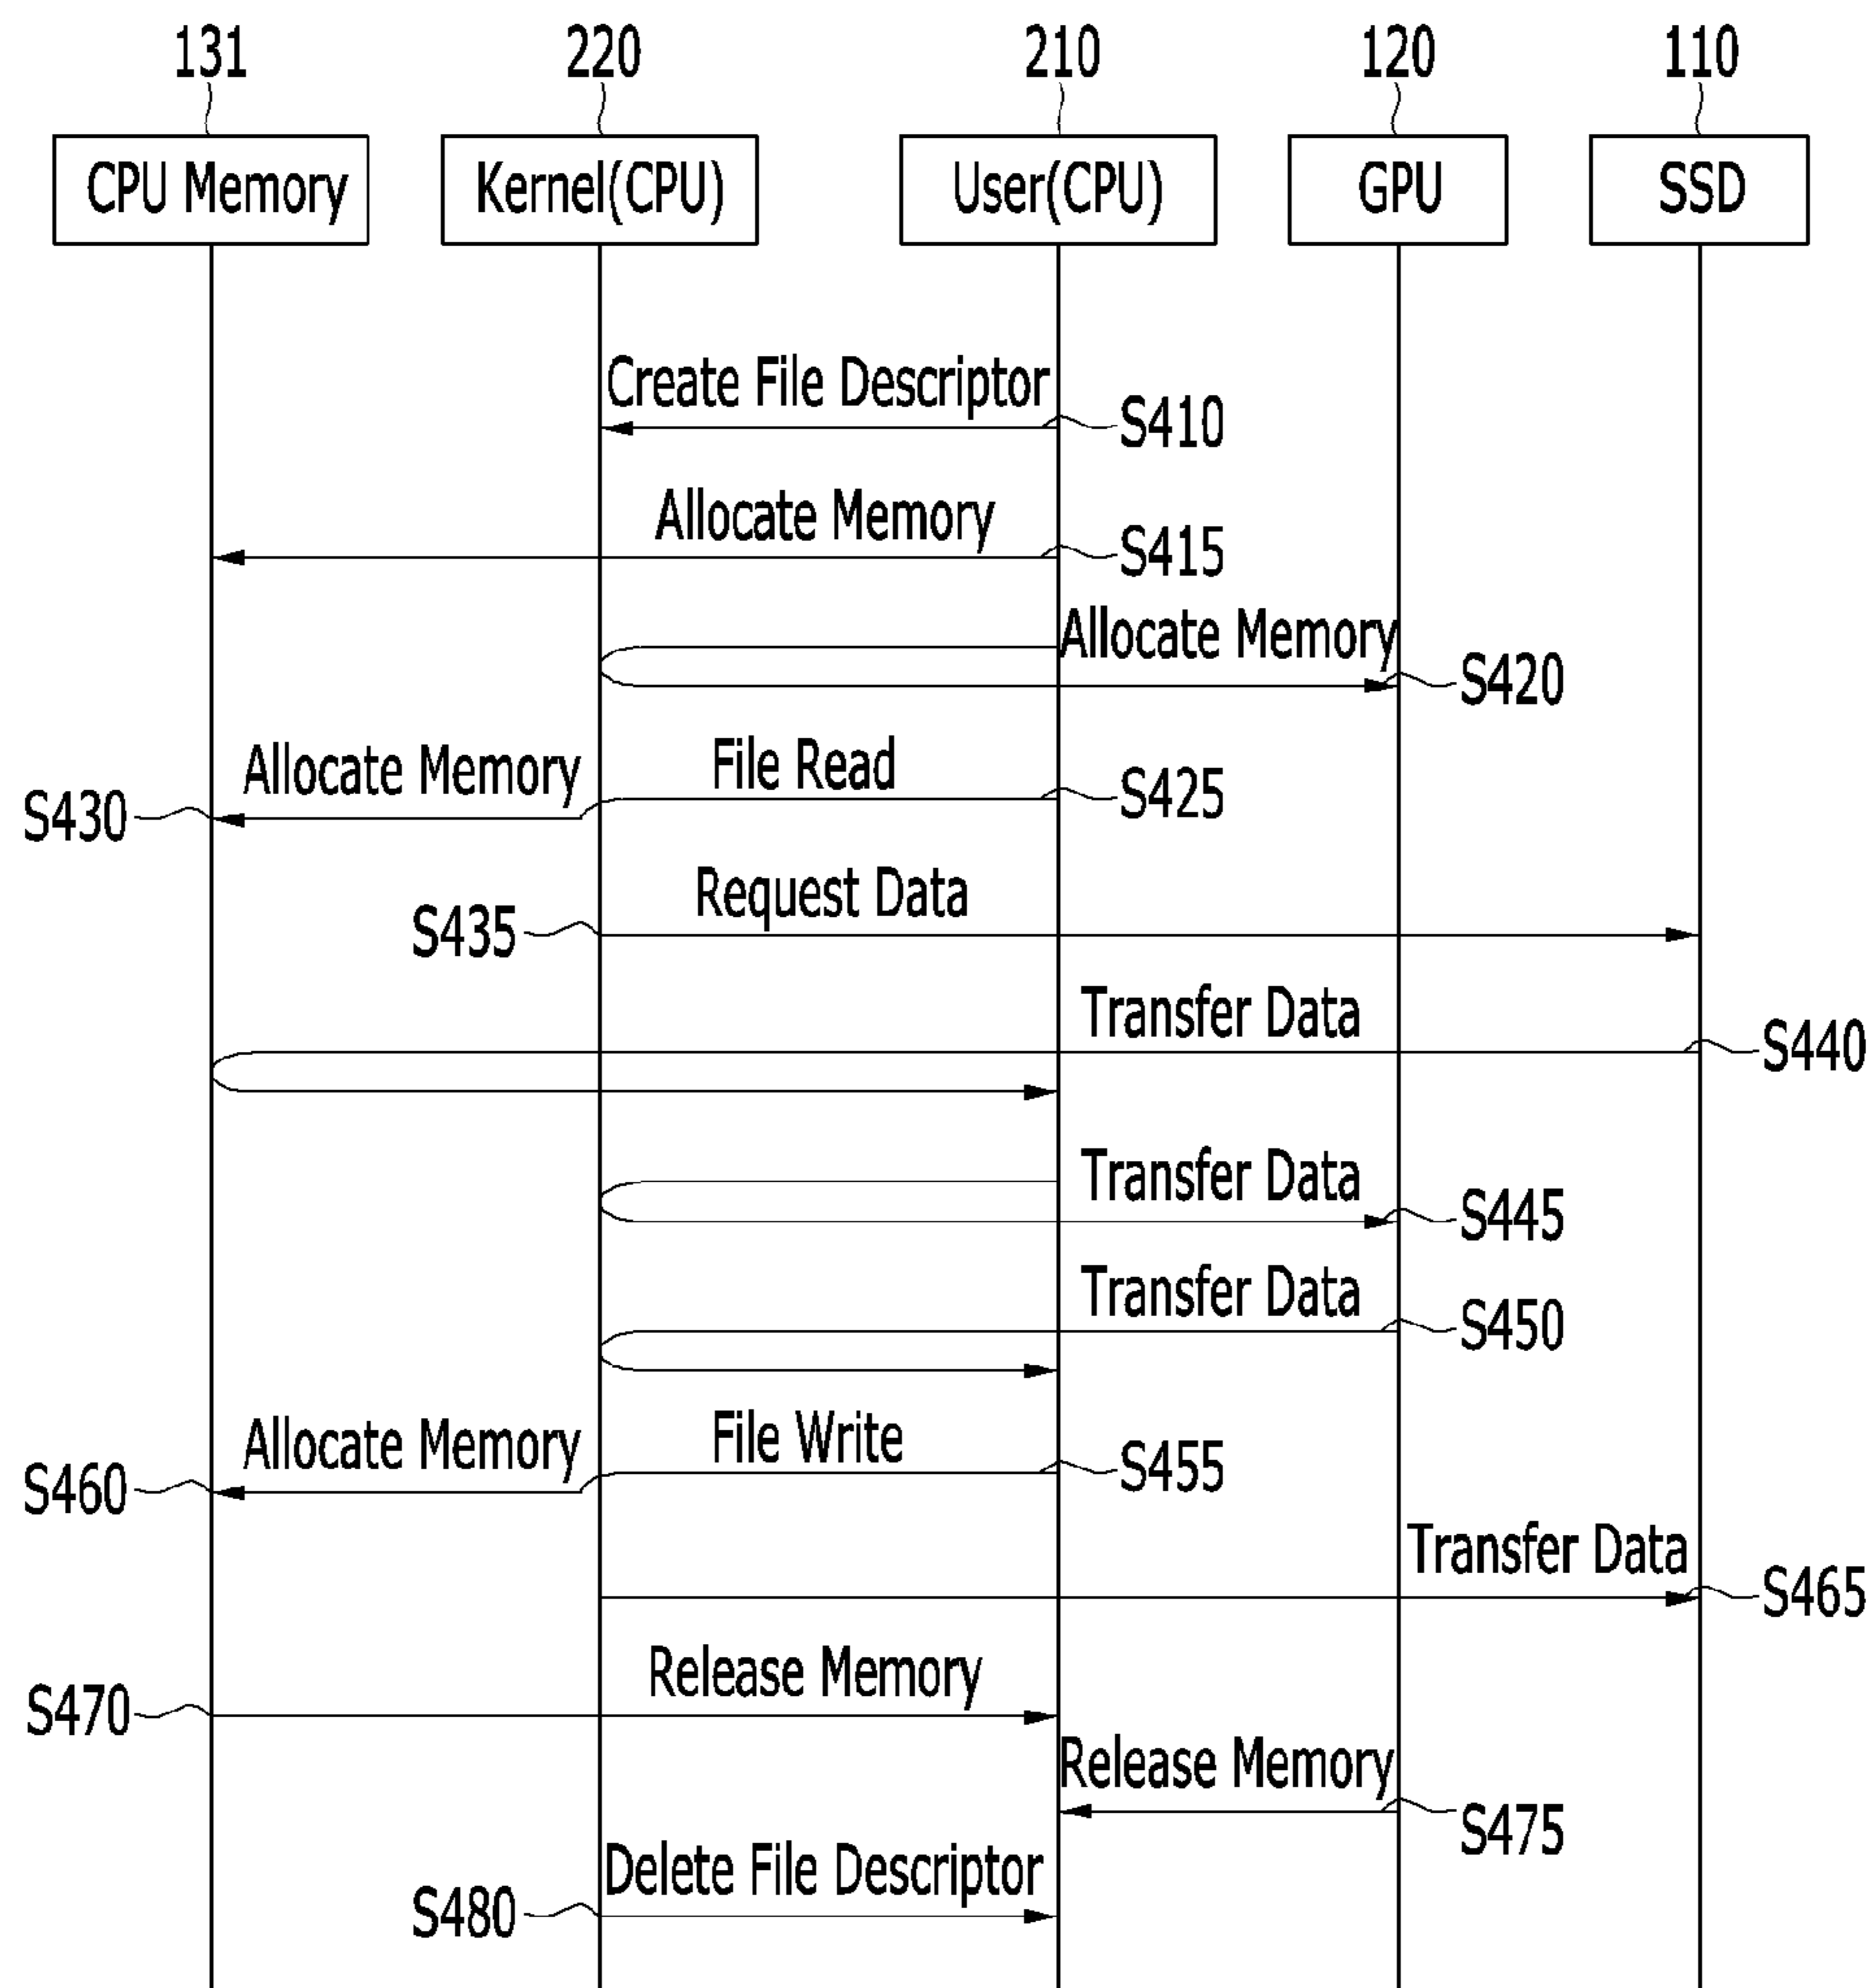 131
220
210
120
110
CPU Memory
Kernel(CPU)
User(CPU)
GPU
SSD
Create File Descriptor
S410
Allocate Memory
S415
Allocate Memory
S420
Allocate Memory
File Read
S425
S430
Request Data
S435
Transfer Data
S440
Transfer Data
S445
Transfer Data
S450
Allocate Memory
File Write
S455
S460
Transfer Data
S465
Release Memory
S470
Release Memory
S475
Delete File Descriptor
S480